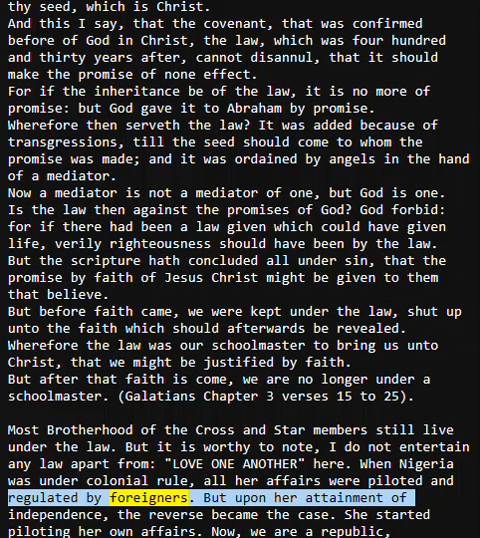 thy seed, which is Christ.
And this I say, that the covenant, that was confirmed
before of God in Christ, the law, which was four hundred
and thirty years after, cannot disannul, that it should
make the promise of none effect.
For if the inheritance be of the law, it is no more of
promise: but God gave it to Abraham by promise.
Wherefore then serveth the law? It was added because of
transgressions, till the seed should come to whom the
promise was made; and it was ordained by angels in the hand
of a mediator.
Now a mediator is not a mediator of one, but God is one.
Is the law then against the promises of God? God forbid:
for if there had been a law given which could have given
life, verily righteousness should have been by the law.
But the scripture hath concluded all under sin, that the
promise by faith of Jesus Christ might be given to them
that believe.
But before faith came, we were kept under the law, shut up
unto the faith which should afterwards be revealed.
Wherefore the law was our schoolmaster to bring us unto
Christ, that we might be justified by faith.
But after that faith is come, we are no longer under a
schoolmaster. (Galatians Chapter 3 verses 15 to 25).
Most Brotherhood of the Cross and Star members still live
under the law. But it is worthy to note, I do not entertain
any law apart from: "LOVE ONE ANOTHER" here. When Nigeria
was under colonial rule, all her affairs were piloted and
regulated by foreigners. But upon her attainment of
independence, the reverse became the case. She started
piloting her own affairs. Now, we are a republic,